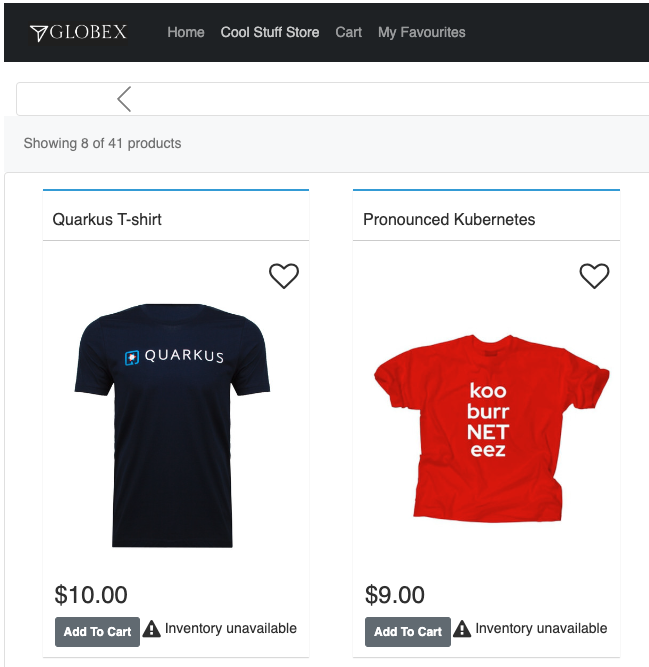 GLOBEX Home Cool Stuff Store Cart My Favourites
Showing 8 of 41 products
Quarkus T-shirt
QUARKUS
$10.00
Add To Cart Inventory unavailable
Pronounced Kubernetes
koo
burr
NET
eez
$9.00
Add To Cart Inventory unavailable